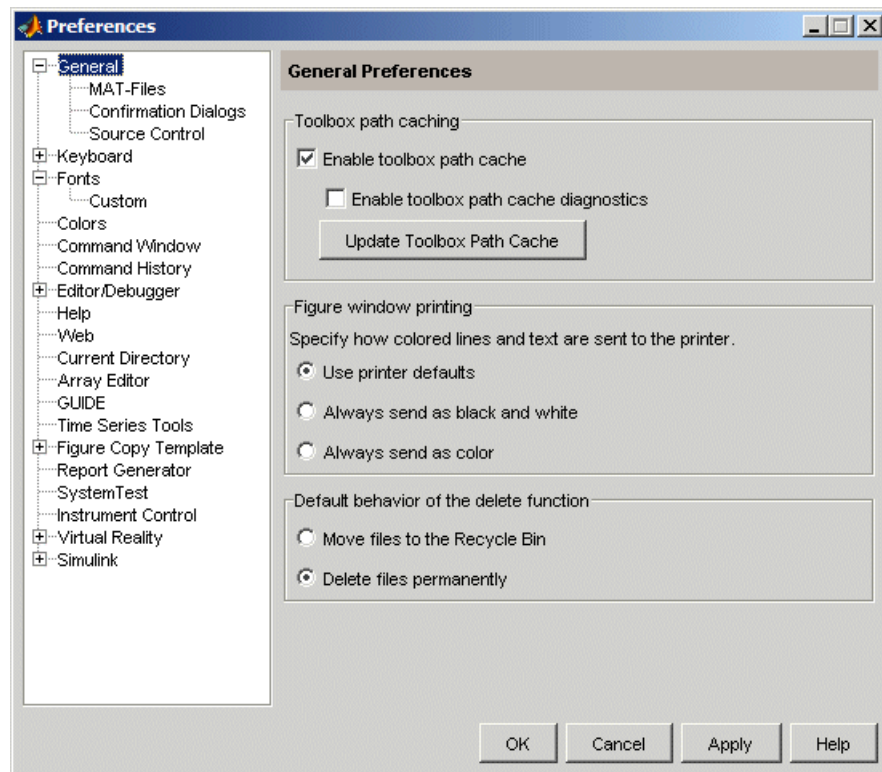 Preferences
General
MAT-Files
Confirmation Dialogs
Source Control
Keyboard
Fonts
Custom
Colors
Command Window
Command History
Editor/Debugger
Help
Web
Current Directory
Array Editor
GUIDE
Time Series Tools
Figure Copy Template
Report Generator
SystemTest
Instrument Control
Virtual Reality
Simulink
General Preferences
Toolbox path caching
Enable toolbox path cache
Enable toolbox path cache diagnostics
Update Toolbox Path Cache
Figure window printing
Specify how colored lines and text are sent to the printer.
Use printer defaults
Always send as black and white
Always send as color
Default behavior of the delete function
Move files to the Recycle Bin
Delete files permanently
OK Cancel Apply Help